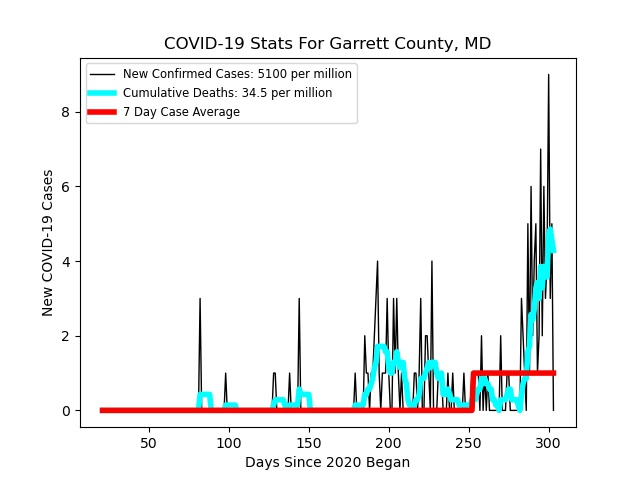 COVID-19 Stats For Garrett County, MD
New Confirmed Cases: 5100 per million
Cumulative Deaths: 34.5 per million
7 Day Case Average
New COVID-19 Cases
8
6
4
2
0
50 100 150 200 250 300
Days Since 2020 Began